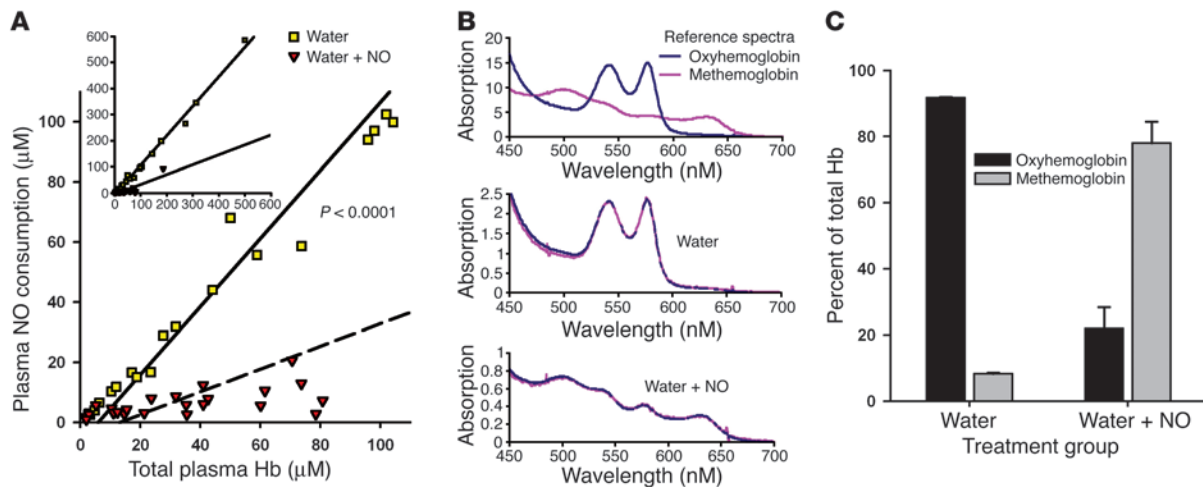 A
600
500
400
300
200
100
0
0 100 200 300 400 500 600
Water
Water + NO
P < 0.0001
100
80
60
40
20
0
Plasma NO consumption (μM)
0 20 40 60 80 100
Total plasma Hb (μM)
B
Reference spectra
Oxyhemoglobin
Methemoglobin
20
15
10
5
0
Absorption
450 500 550 600 650 700
Wavelength (nM)
2.5
2
1.5
1
0.5
0
Absorption
Water
450 500 550 600 650 700
Wavelength (nM)
1
0.8
0.6
0.4
0.2
0
Absorption
Water + NO
450 500 550 600 650 700
Wavelength (nM)
C
100
80
60
40
20
0
Percent of total Hb
Oxyhemoglobin
Methemoglobin
Water Water + NO
Treatment group